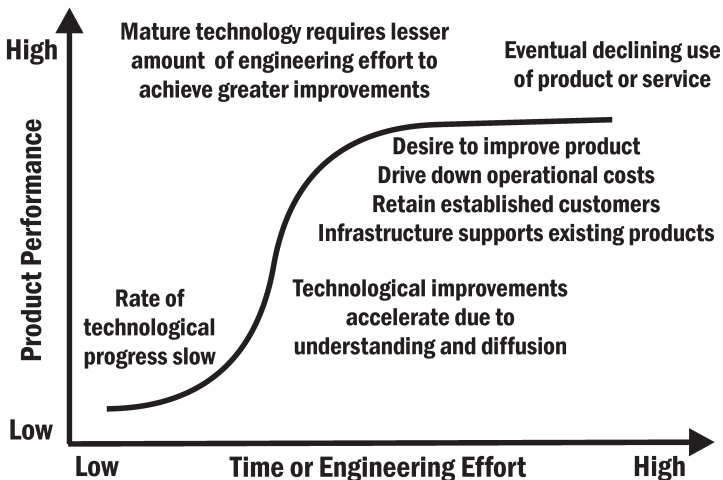 High
Mature technology requires lesser
amount of engineering effort to
achieve greater improvements
Eventual declining use
of product or service
Product Performance
Desire to improve product
Drive down operational costs
Retain established customers
Infrastructure supports existing products
Rate of
technological
progress slow
Technological improvements
accelerate due to
understanding and diffusion
Low
Low
Time or Engineering Effort
High